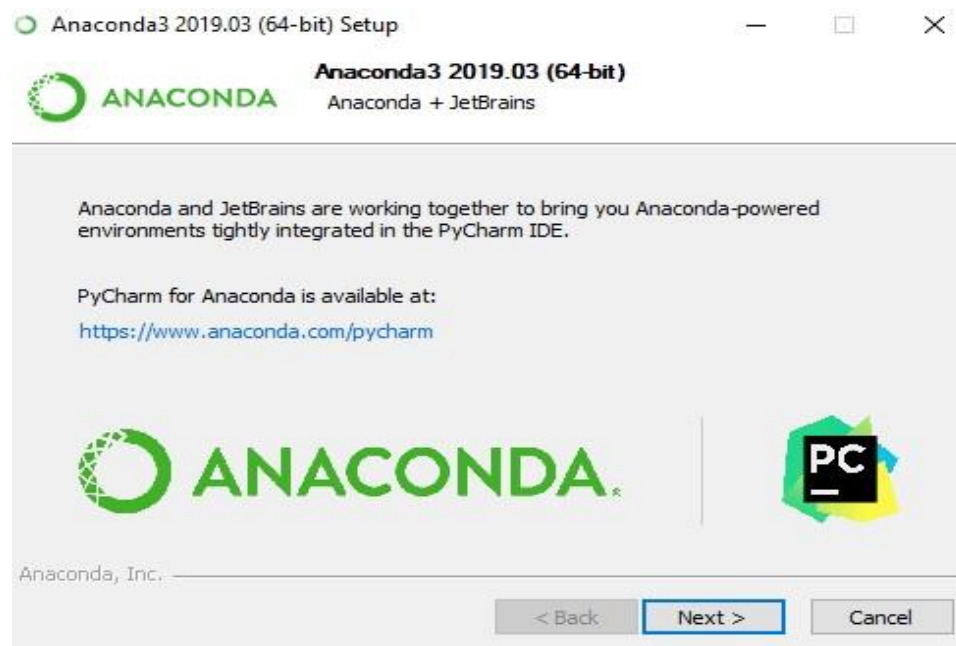 Anaconda3 2019.03 (64-bit) Setup
Anaconda3 2019.03 (64-bit)
ANACONDA
Anaconda + JetBrains
Anaconda and JetBrains are working together to bring you Anaconda-powered
environments tightly integrated in the PyCharm IDE.
PyCharm for Anaconda is available at:
https://www.anaconda.com/pycharm
ANACONDA®
PC
Anaconda, Inc.
< Back Next > Cancel